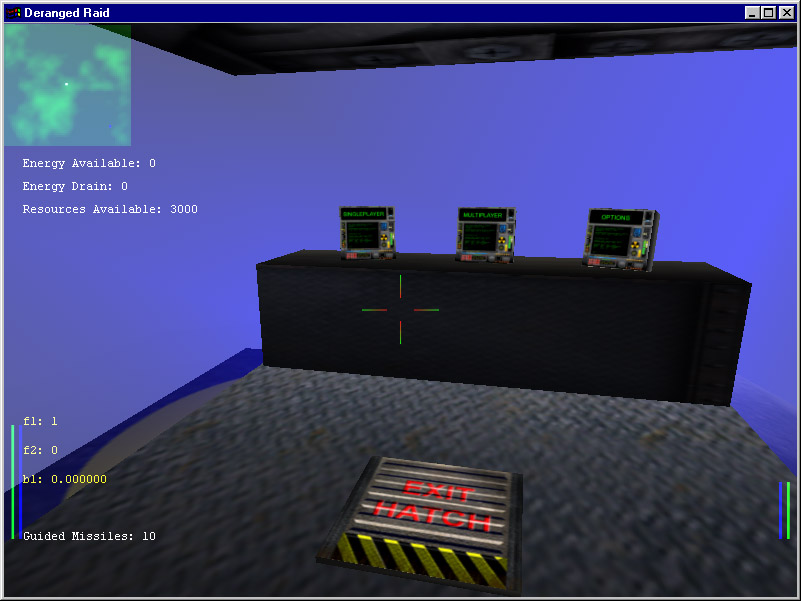 Deranged Raid
Energy Available: 0
Energy Drain: 0
Resources Available: 3000
SINGLEPLAYER
MULTIPLAYER
OPTIONS
f1: 1
f2: 0
b1: 0.000000
EXIT
HATCH
Guided Missiles: 10